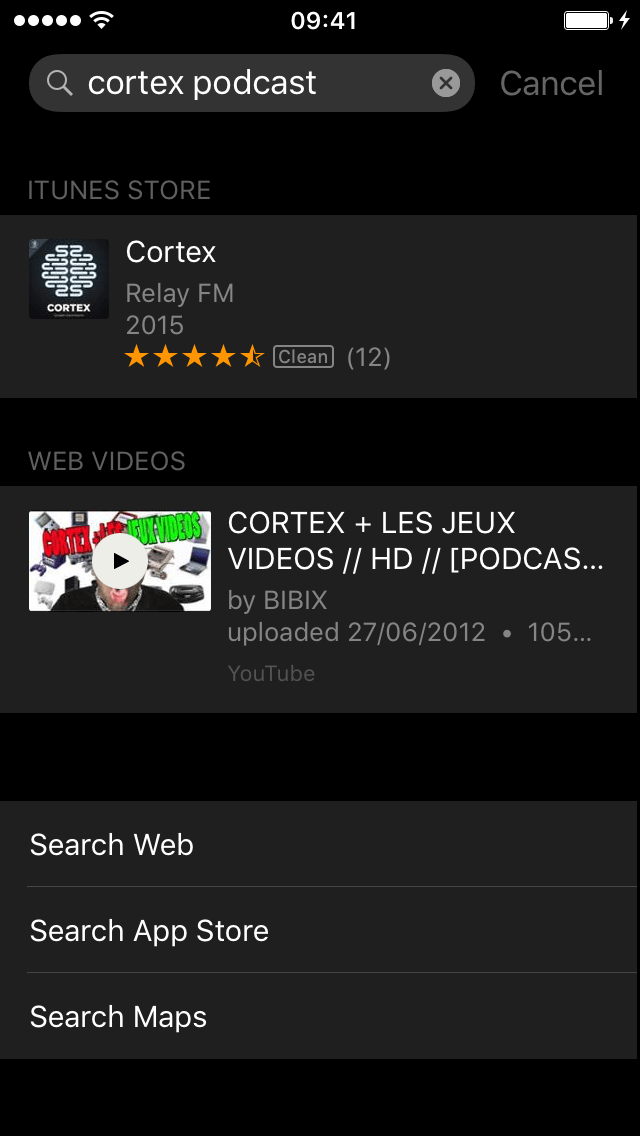 09:41
cortex podcast
Cancel
ITUNES STORE
CORTEX
Cortex
Relay FM
2015
Clean (12)
WEB VIDEOS
CORTEX + LES JEUX VIDEOS
CORTEX + LES JEUX
VIDEOS // HD // [PODCAS...
by BIBIX
uploaded 27/06/2012 • 105...
YouTube
Search Web
Search App Store
Search Maps